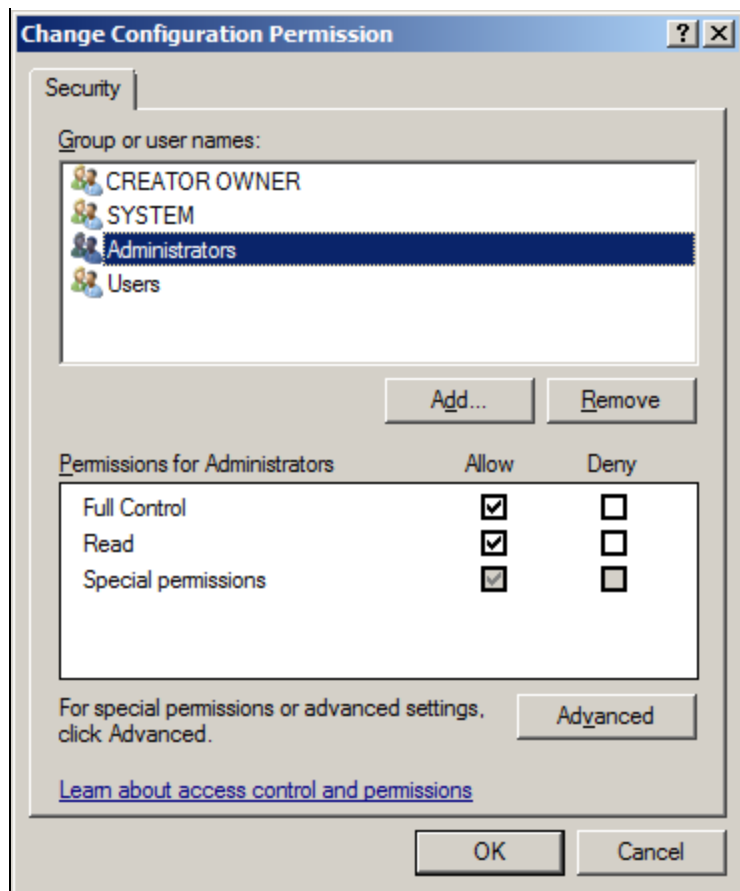 Change Configuration Permission
Security
Group or user names:
CREATOR OWNER
SYSTEM
Administrators
Users
Add... Remove
Permissions for Administrators Allow Deny
Full Control
Read
Special permissions
For special permissions or advanced settings,
click Advanced.
Advanced
Learn about access control and permissions
OK Cancel